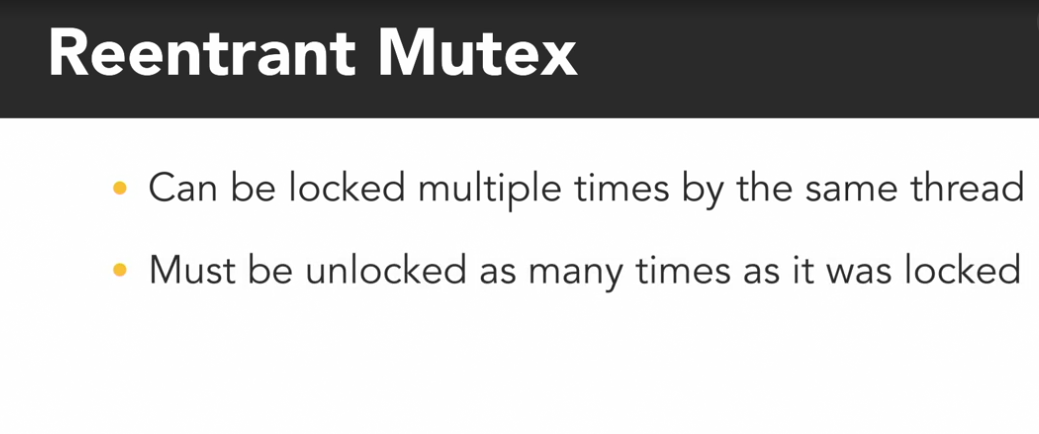 Reentrant Mutex
Can be locked multiple times by the same thread
Must be unlocked as many times as it was locked